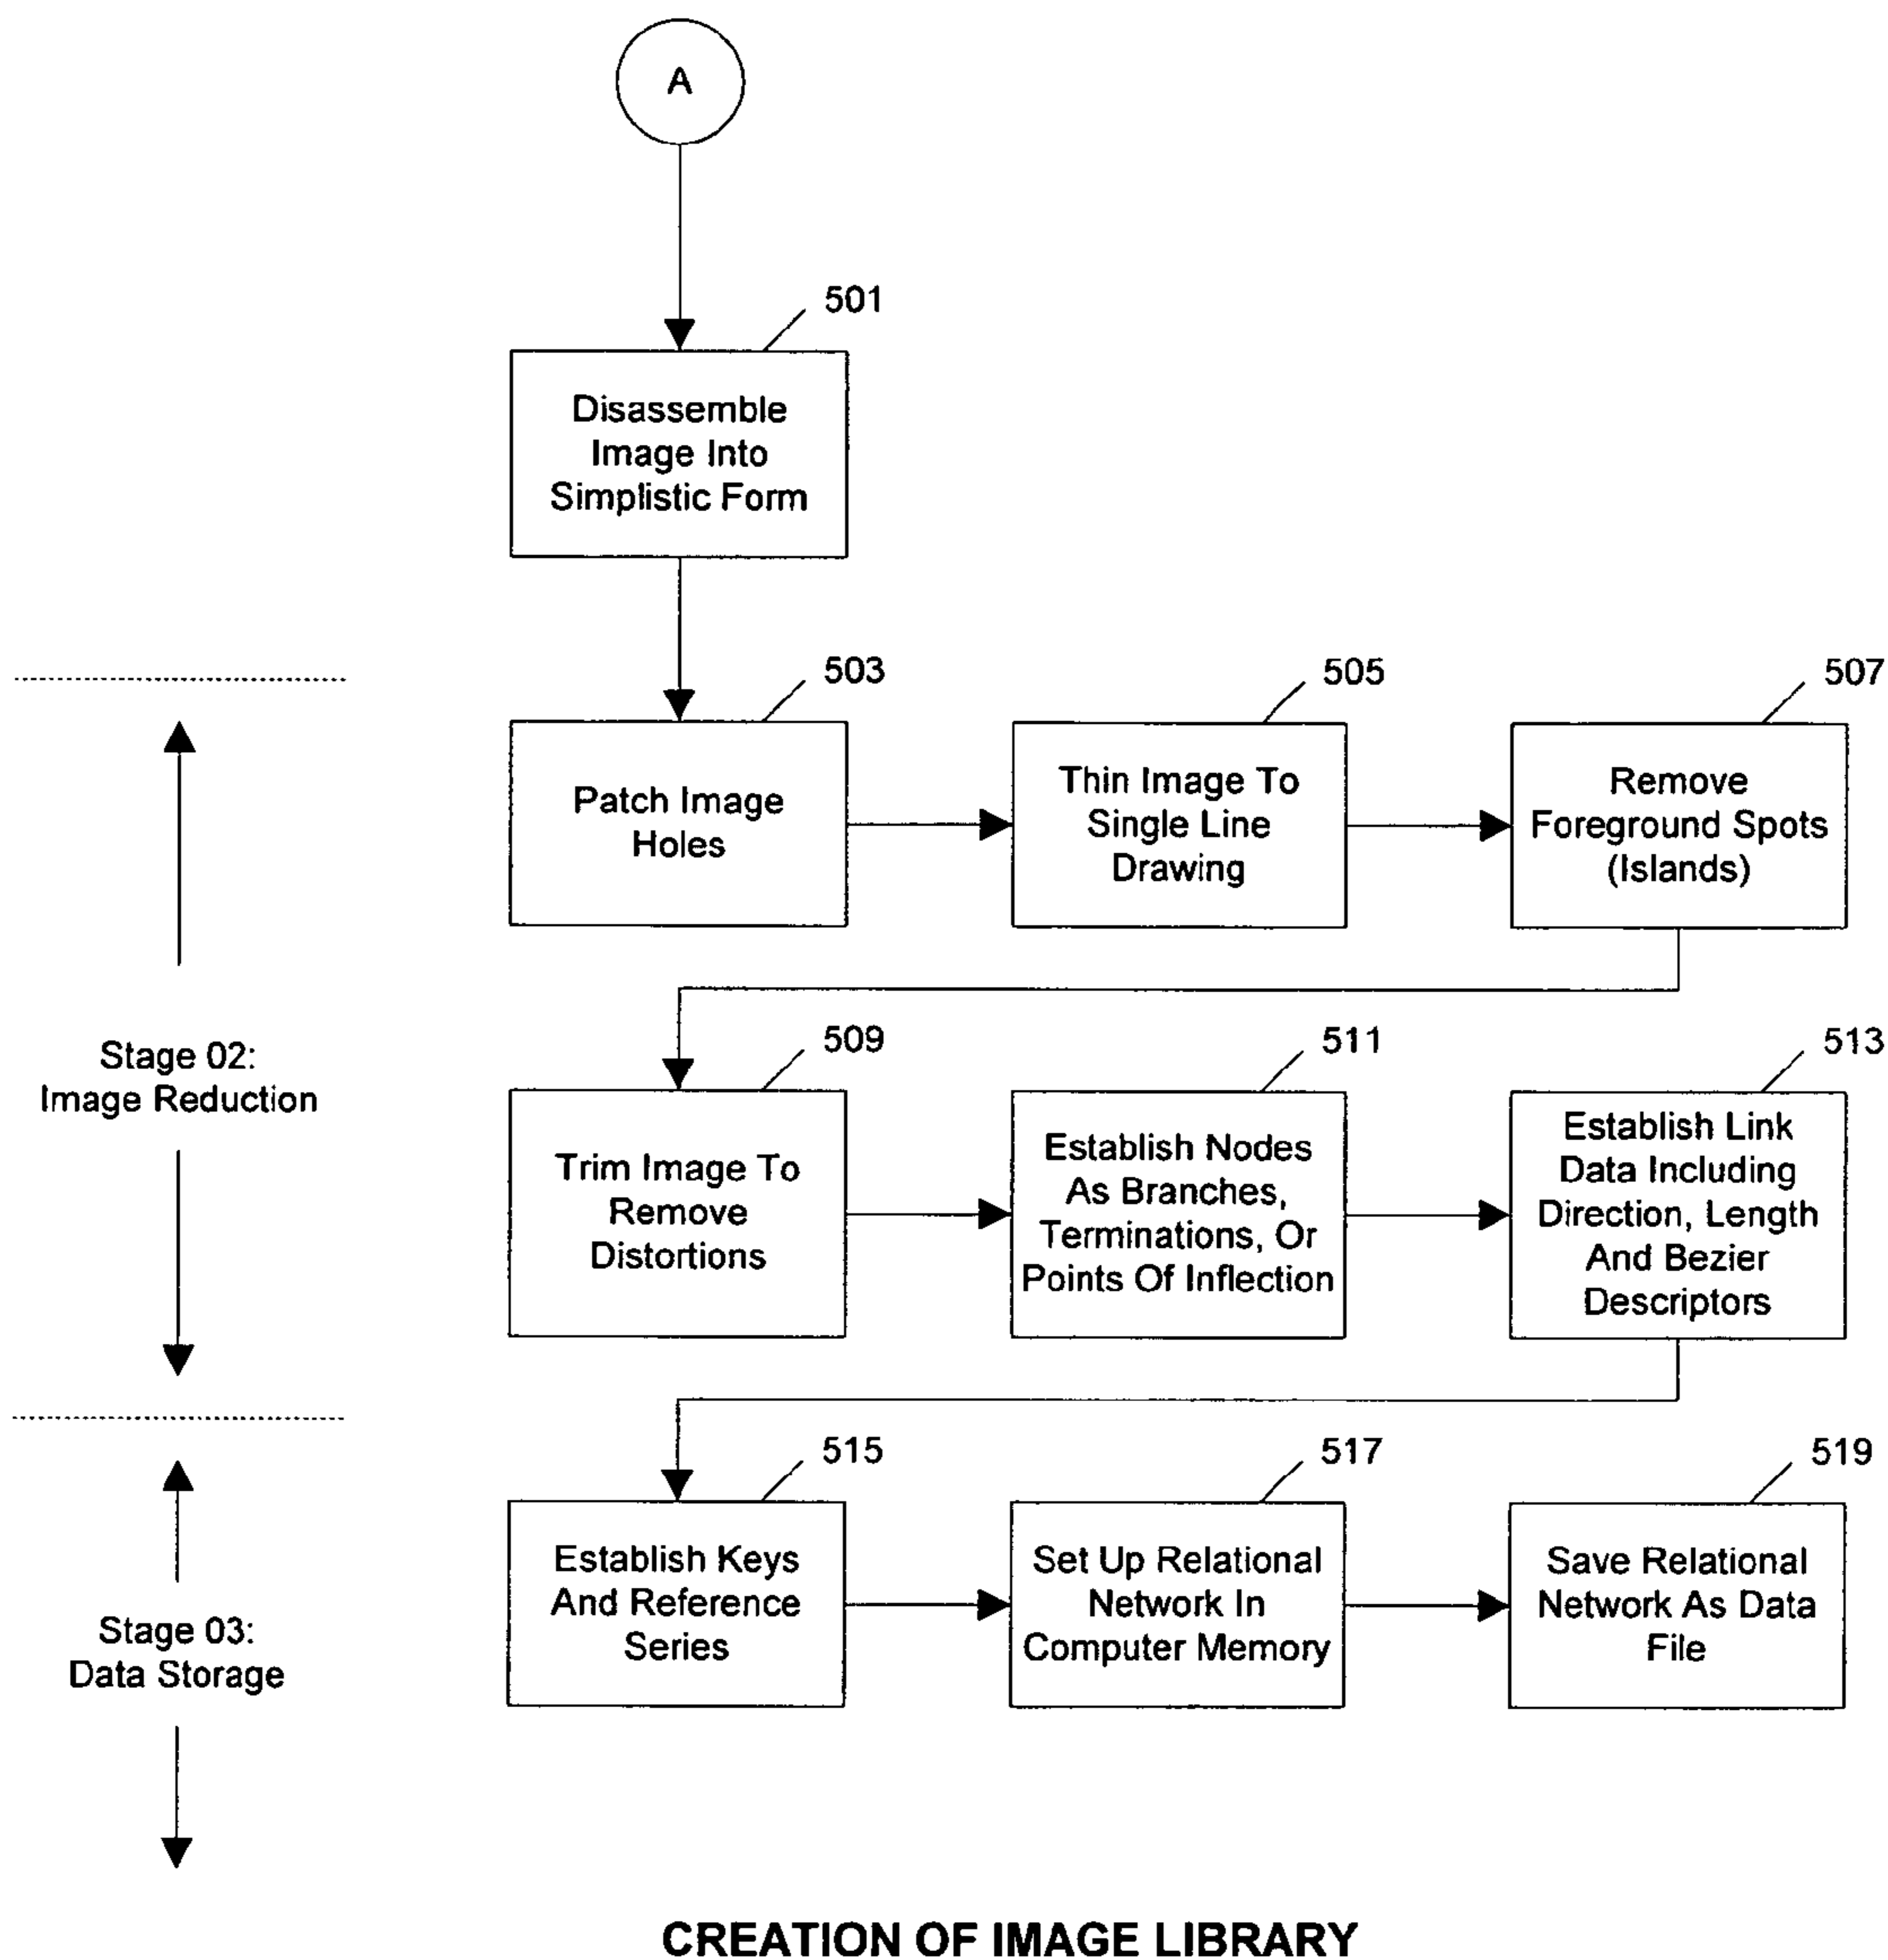 A
501
Disassemble
Image Into
Simplistic Form
503
Patch Image
Holes
505
Thin Image To
Single Line
Drawing
507
Remove
Foreground Spots
(Islands)
Stage 02:
Image Reduction
509
Trim Image To
Remove
Distortions
511
Establish Nodes
As Branches,
Terminations, Or
Points Of Inflection
513
Establish Link
Data Including
Direction, Length
And Bezier
Descriptors
Stage 03:
Data Storage
515
Establish Keys
And Reference
Series
517
Set Up Relational
Network In
Computer Memory
519
Save Relational
Network As Data
File
CREATION OF IMAGE LIBRARY